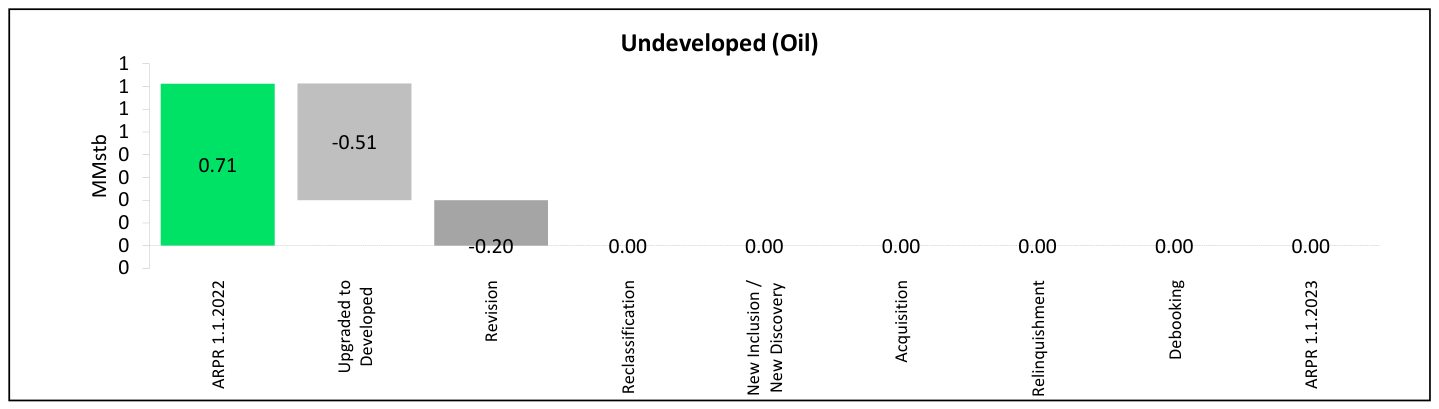 Undeveloped (Oil)
MMstb
1
1
1
1
0
0
0
0
0
0
0.71
-0.51
-0.20
0.00
0.00
0.00
0.00
0.00
0.00
ARPR 1.1.2022
Upgraded to
Developed
Revision
Reclassification
New Inclusion /
New Discovery
Acquisition
Relinquishment
Debooking
ARPR 1.1.2023